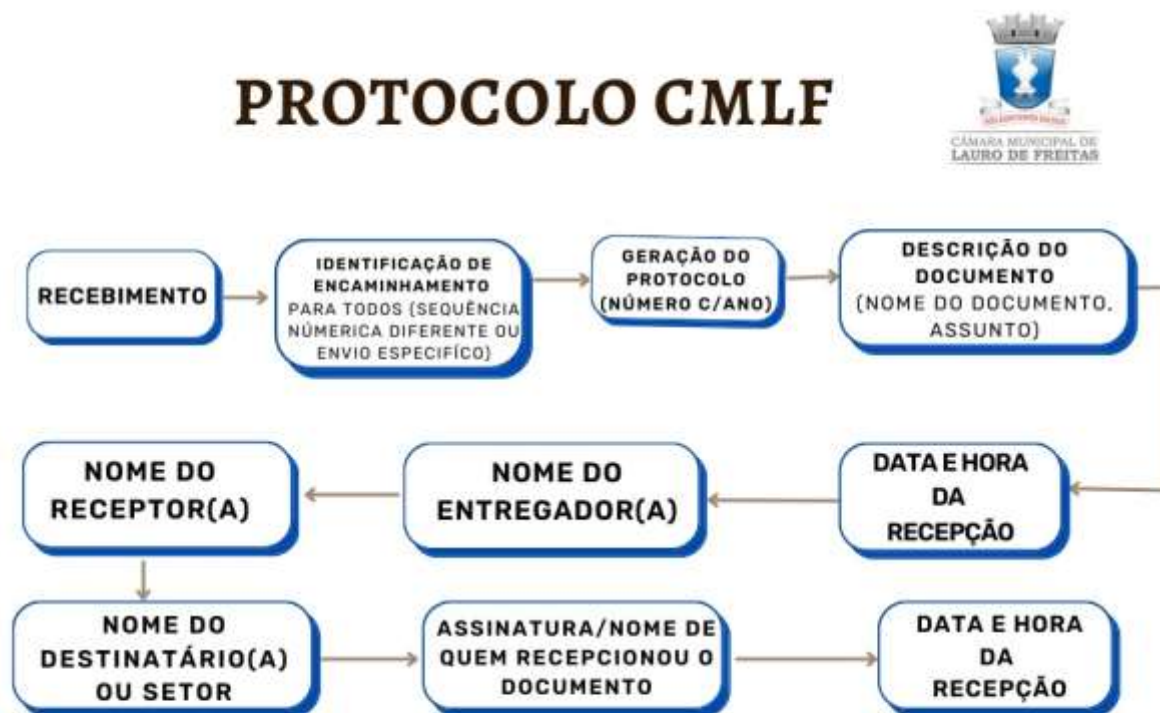 PROTOCOLO CMLF
CÂMARA MUNICIPAL DE
LAURO DE FREITAS
RECEBIMENTO
IDENTIFICAÇÃO DE
ENCAMINHAMENTO
PARA TODOS (SEQUÊNCIA
NÚMERICA DIFERENTE OU
ENVIO ESPECIFÍCO)
GERAÇÃO DO
PROTOCOLO
(NÚMERO C/ANO)
DESCRIÇÃO DO
DOCUMENTO
(NOME DO DOCUMENTO,
ASSUNTO)
DATA E HORA
DA
RECEPÇÃO
NOME DO
ENTREGADOR(A)
NOME DO
RECEPTOR(A)
NOME DO
DESTINATÁRIO(A)
OU SETOR
ASSINATURA/NOME DE
QUEM RECEPCIONOU O
DOCUMENTO
DATA E HORA
DA
RECEPÇÃO